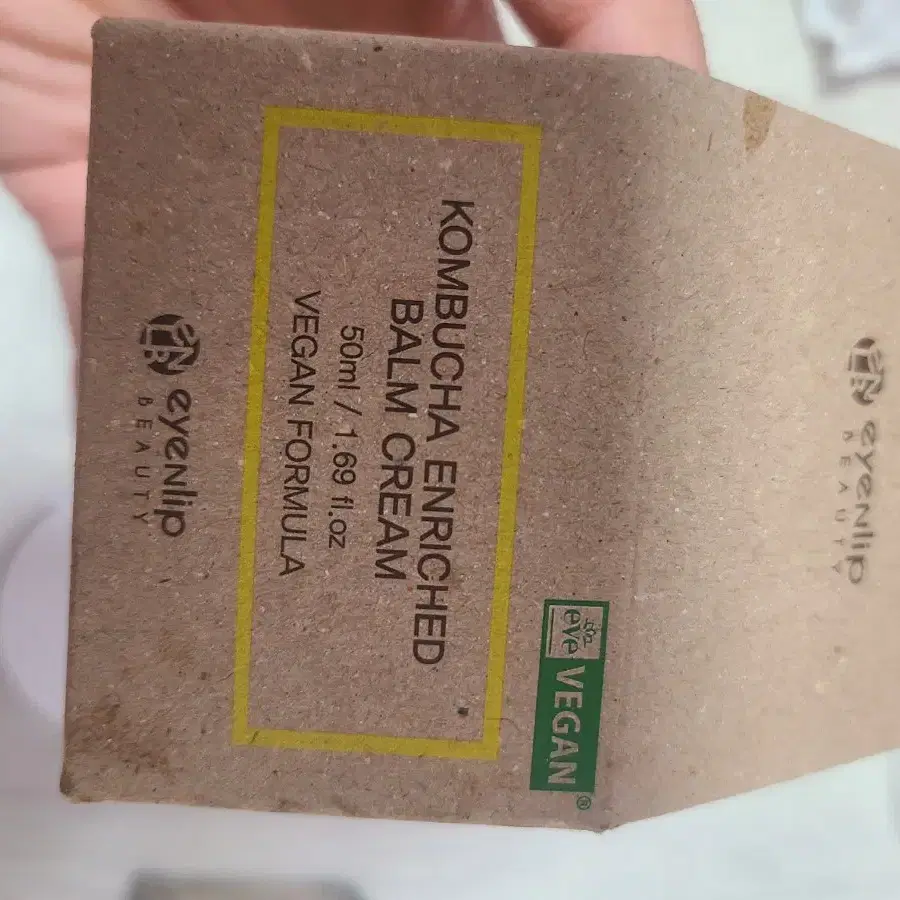 KOMBUCHA ENRICHED
BALM CREAM
50ml / 1.69 fl.oz
VEGAN FORMULA
eve VEGAN®
eyeNlip
BEAUTY
eyeNlip
BEAUTY